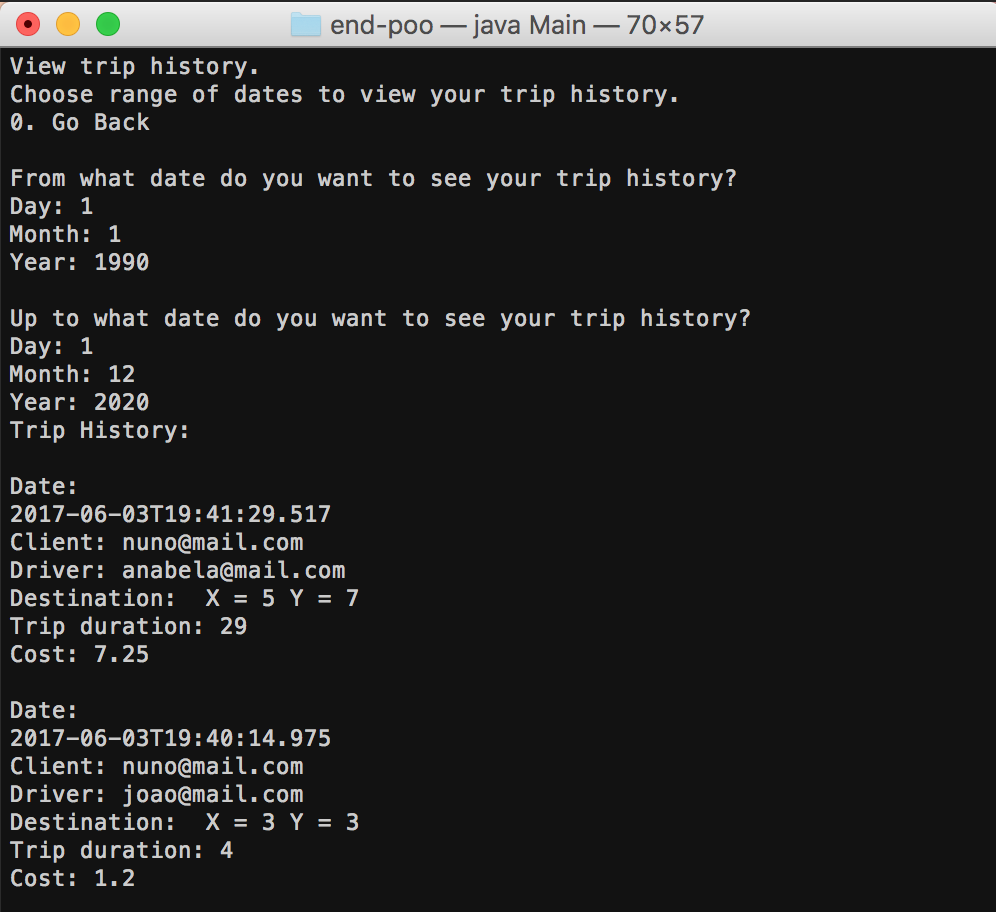 end-poo — java Main — 70×57
View trip history.
Choose range of dates to view your trip history.
0. Go Back
From what date do you want to see your trip history?
Day: 1
Month: 1
Year: 1990
Up to what date do you want to see your trip history?
Day: 1
Month: 12
Year: 2020
Trip History:
Date:
2017-06-03T19:41:29.517
Client: nuno@mail.com
Driver: anabela@mail.com
Destination:  X = 5 Y = 7
Trip duration: 29
Cost: 7.25
Date:
2017-06-03T19:40:14.975
Client: nuno@mail.com
Driver: joao@mail.com
Destination:  X = 3 Y = 3
Trip duration: 4
Cost: 1.2